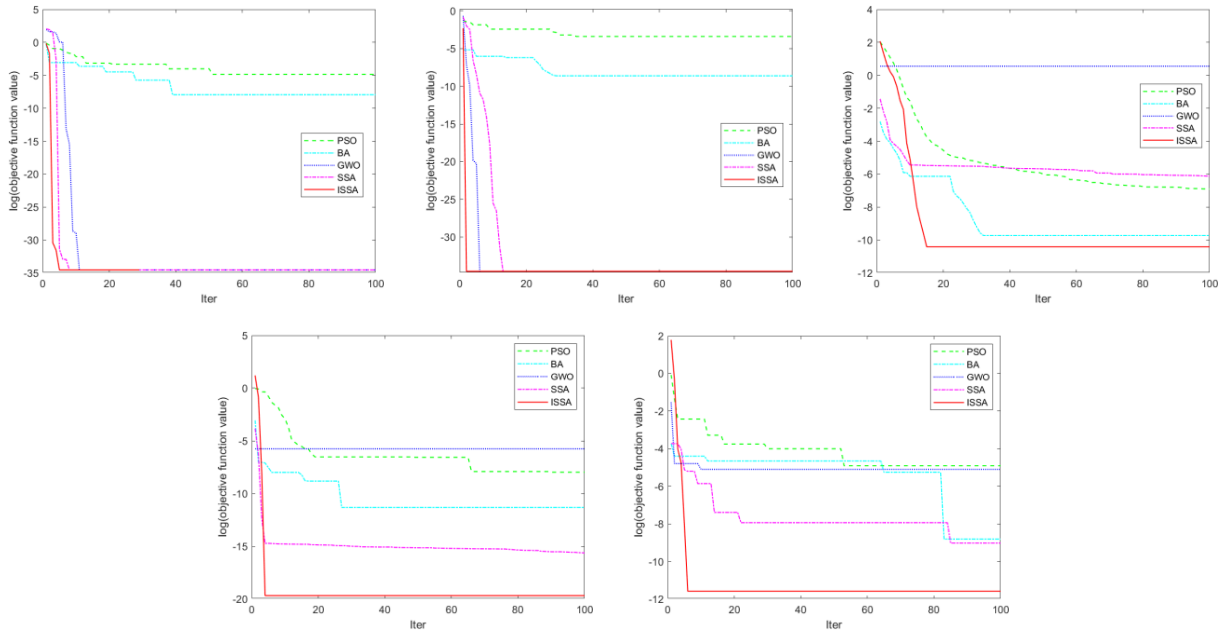 5
0
-5
-10
-15
-20
-25
-30
-35
log(objective function value)
PSO
BA
GWO
SSA
ISSA
0 20 40 60 80 100
Iter
0
-5
-10
-15
-20
-25
-30
log(objective function value)
PSO
BA
GWO
SSA
ISSA
0 20 40 60 80 100
Iter
4
2
0
-2
-4
-6
-8
-10
-12
log(objective function value)
PSO
BA
GWO
SSA
ISSA
0 20 40 60 80 100
Iter
5
0
-5
-10
-15
-20
log(objective function value)
PSO
BA
GWO
SSA
ISSA
0 20 40 60 80 100
Iter
2
0
-2
-4
-6
-8
-10
-12
log(objective function value)
PSO
BA
GWO
SSA
ISSA
0 20 40 60 80 100
Iter